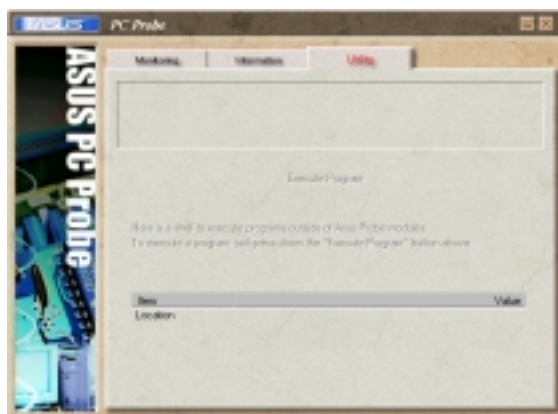 ASUS PC Probe
Monitoring Information Utility
ASUS PC Probe
Execute Program
Here is a shell to execute programs outside of Asus Probe modules
To execute a program just press down the "Execute Program" button above
Item Value
Location